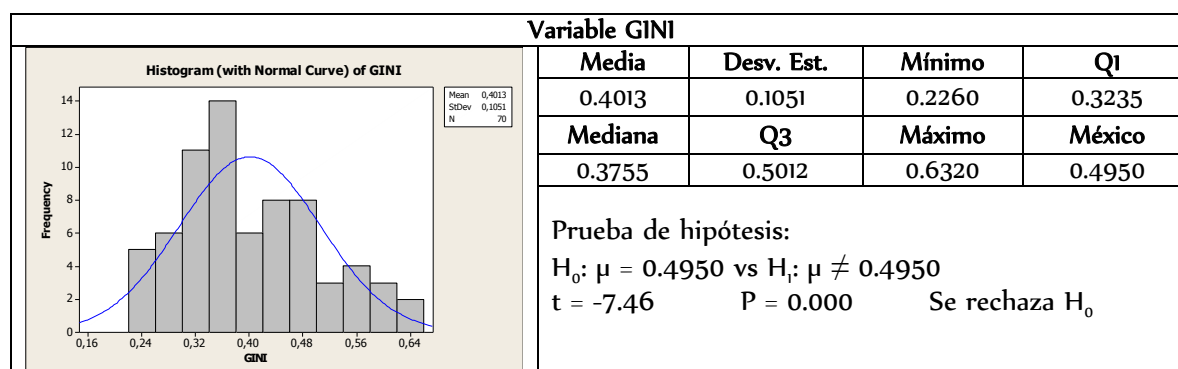 Variable GINI
Histogram (with Normal Curve) of GINI
Mean 0,4013
StDev 0,1051
N 70
14
12
10
8
6
4
2
0
Frequency
0,16 0,24 0,32 0,40 0,48 0,56 0,64
GINI
Media Desv. Est. Mínimo Q1
0.4013 0.1051 0.2260 0.3235
Mediana Q3 Máximo México
0.3755 0.5012 0.6320 0.4950
Prueba de hipótesis:
H₀: μ = 0.4950 vs H₁: μ ≠ 0.4950
t = -7.46 P = 0.000 Se rechaza H₀